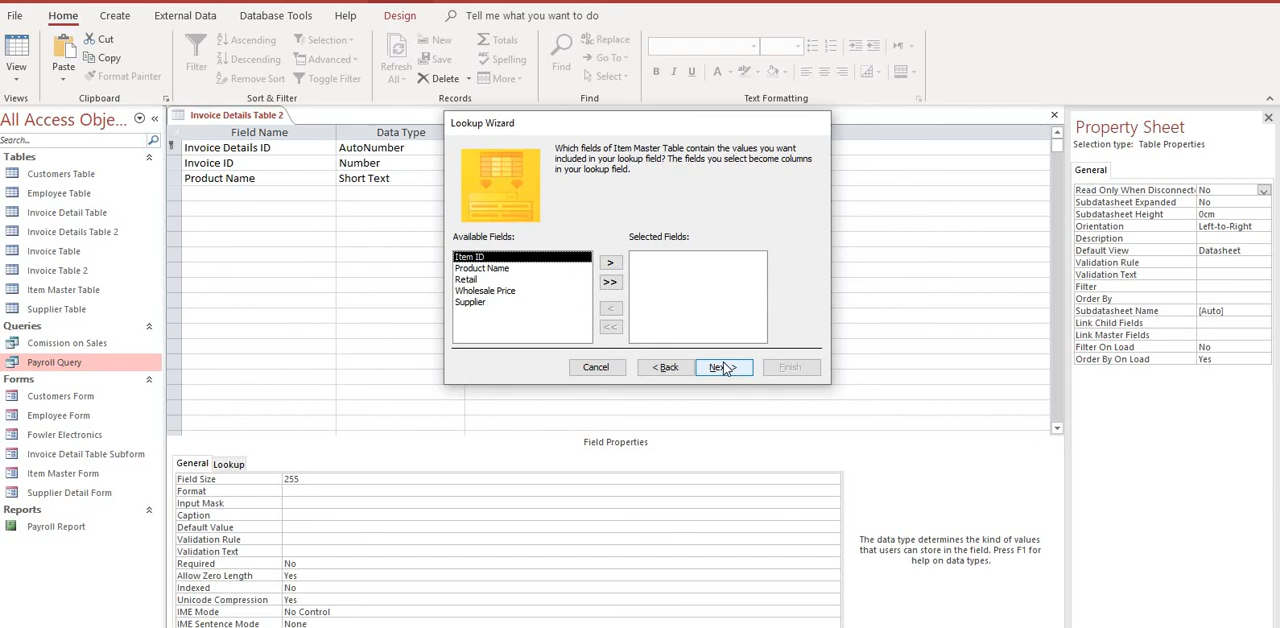 File Home Create External Data Database Tools Help Design Tell me what you want to do
View
Views
Paste
Cut
Copy
Format Painter
Clipboard
Filter
Ascending
Descending
Remove Sort
Selection
Advanced
Toggle Filter
Sort & Filter
Refresh
All
New
Save
Delete
Totals
Spelling
More
Records
Find
Replace
Go To
Select
Find
B I U A
Text Formatting
All Access Obje...
Search...
Tables
Customers Table
Employee Table
Invoice Detail Table
Invoice Details Table 2
Invoice Table
Invoice Table 2
Item Master Table
Supplier Table
Queries
Comission on Sales
Payroll Query
Forms
Customers Form
Employee Form
Fowler Electronics
Invoice Detail Table Subform
Item Master Form
Supplier Detail Form
Reports
Payroll Report
Invoice Details Table 2
Field Name Data Type
Invoice Details ID AutoNumber
Invoice ID Number
Product Name Short Text
Lookup Wizard
Which fields of Item Master Table contain the values you want
included in your lookup field? The fields you select become columns
in your lookup field.
Available Fields: Selected Fields:
Item ID
Product Name
Retail
Wholesale Price
Supplier
>
>>
<
<<
Cancel < Back Next > Finish
Field Properties
General Lookup
Field Size 255
Format
Input Mask
Caption
Default Value
Validation Rule
Validation Text
Required No
Allow Zero Length Yes
Indexed No
Unicode Compression Yes
IME Mode No Control
IME Sentence Mode None
The data type determines the kind of values
that users can store in the field. Press F1 for
help on data types.
Property Sheet
Selection type: Table Properties
General
Read Only When Disconnect No
Subdatasheet Expanded No
Subdatasheet Height 0cm
Orientation Left-to-Right
Description
Default View Datasheet
Validation Rule
Validation Text
Filter
Order By
Subdatasheet Name [Auto]
Link Child Fields
Link Master Fields
Filter On Load No
Order By On Load Yes